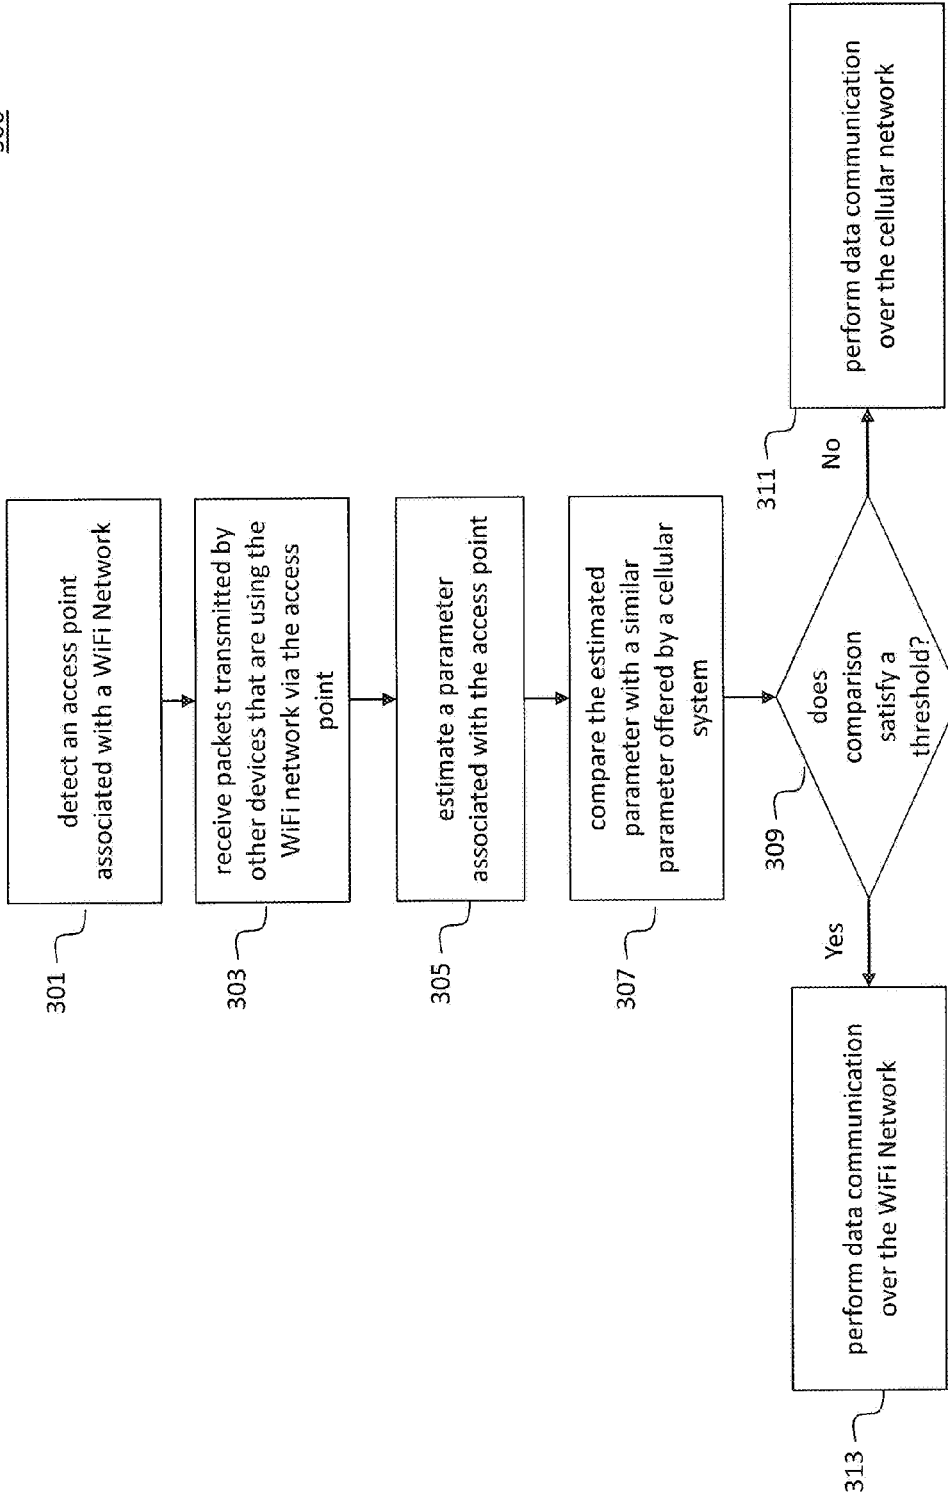 301
detect an access point
associated with a WiFi Network
303
receive packets transmitted by
other devices that are using the
WiFi network via the access
point
305
estimate a parameter
associated with the access point
307
compare the estimated
parameter with a similar
parameter offered by a cellular
system
309
does
comparison
satisfy a
threshold?
Yes
No
313
perform data communication
over the WiFi Network
311
perform data communication
over the cellular network